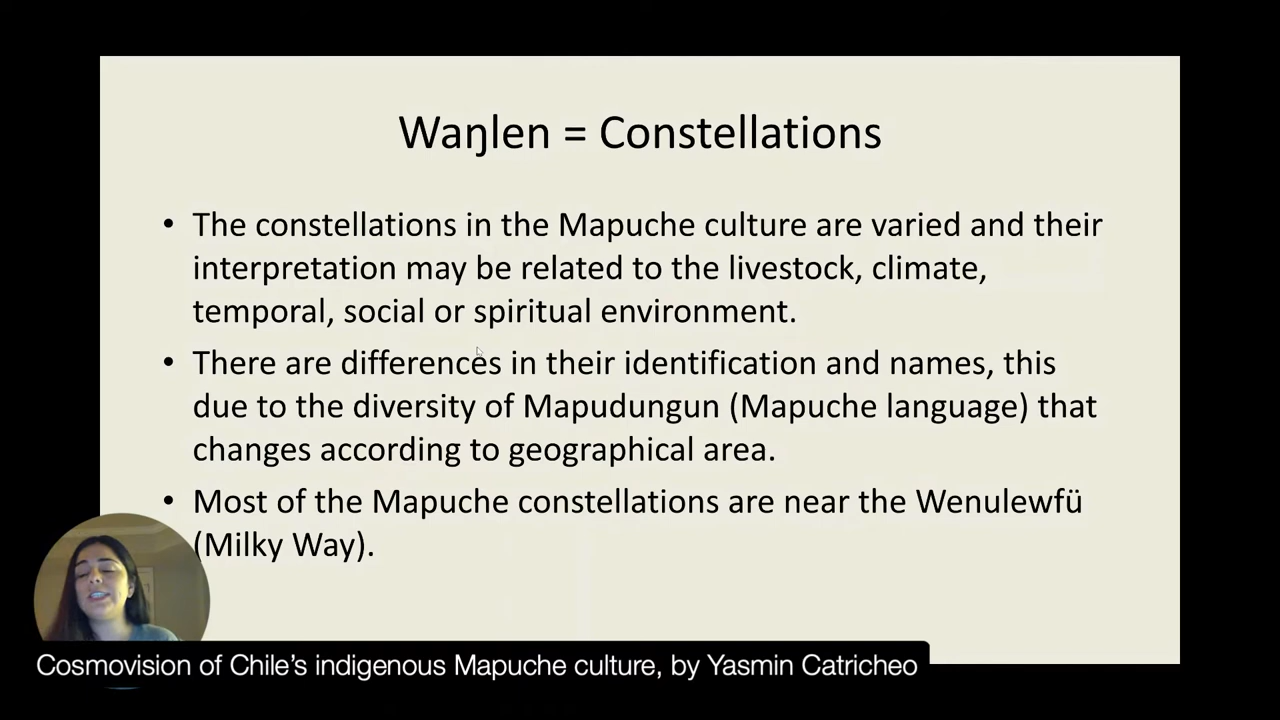 Waŋlen = Constellations
• The constellations in the Mapuche culture are varied and their
interpretation may be related to the livestock, climate,
temporal, social or spiritual environment.
• There are differences in their identification and names, this
due to the diversity of Mapudungun (Mapuche language) that
changes according to geographical area.
• Most of the Mapuche constellations are near the Wenulewfü
(Milky Way).
Cosmovision of Chile’s indigenous Mapuche culture, by Yasmin Catricheo